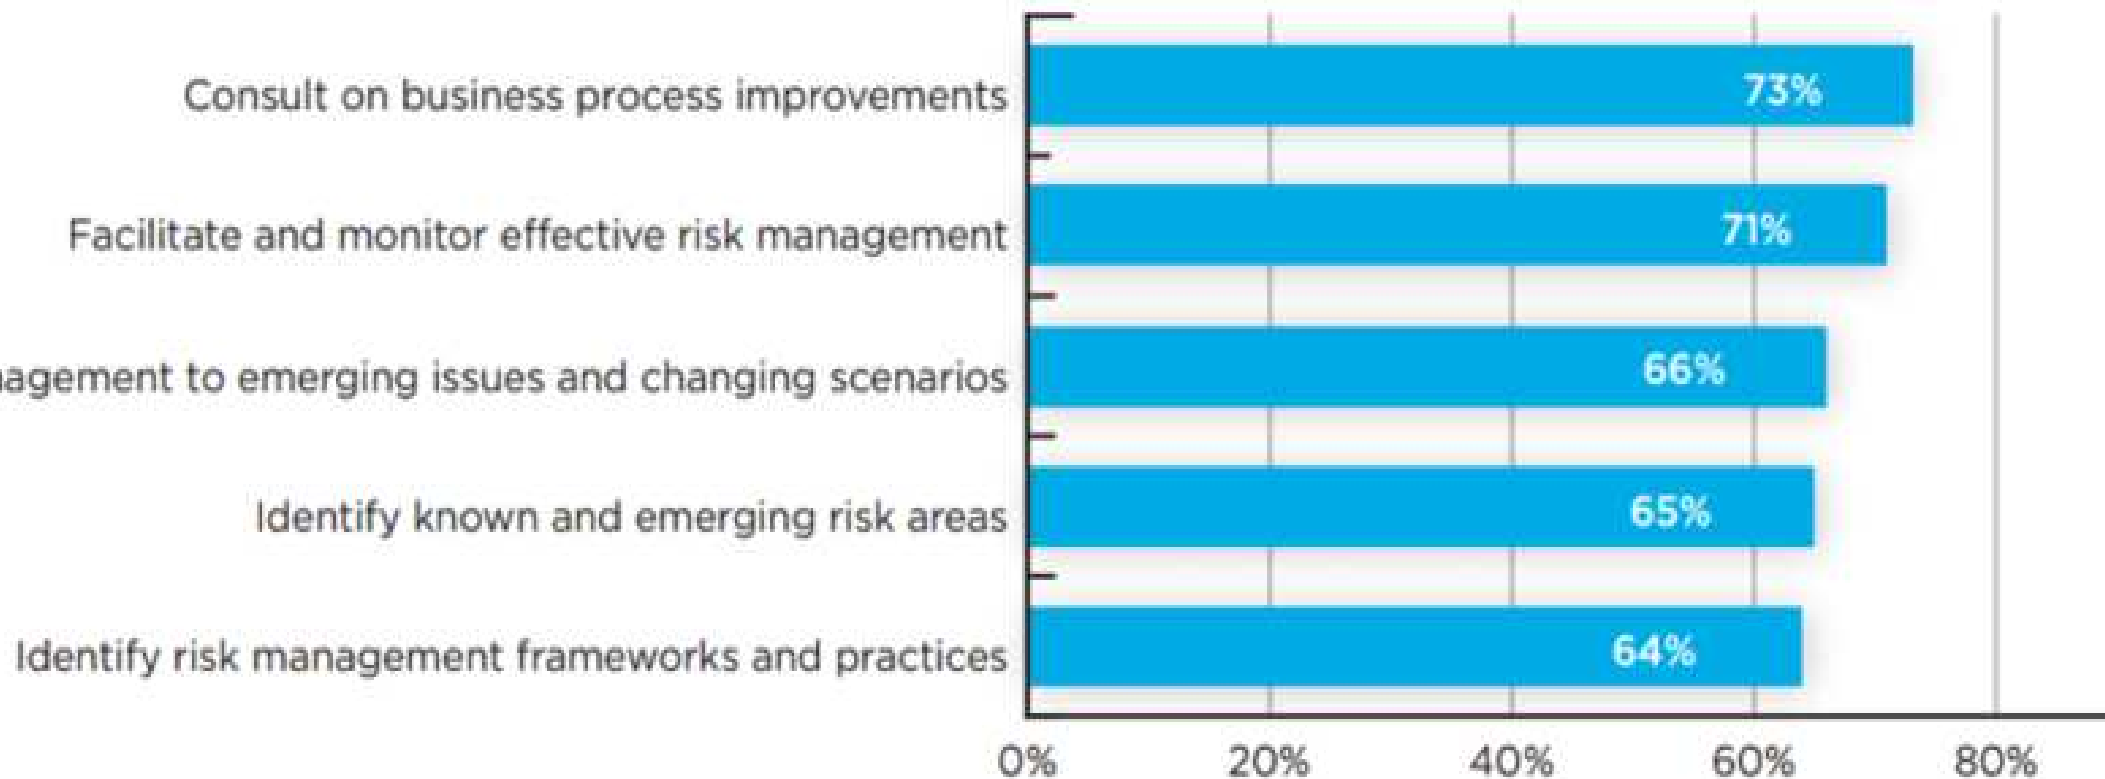 Consult on business process improvements 73%
Facilitate and monitor effective risk management 71%
agement to emerging issues and changing scenarios 66%
Identify known and emerging risk areas 65%
Identify risk management frameworks and practices 64%
0% 20% 40% 60% 80%